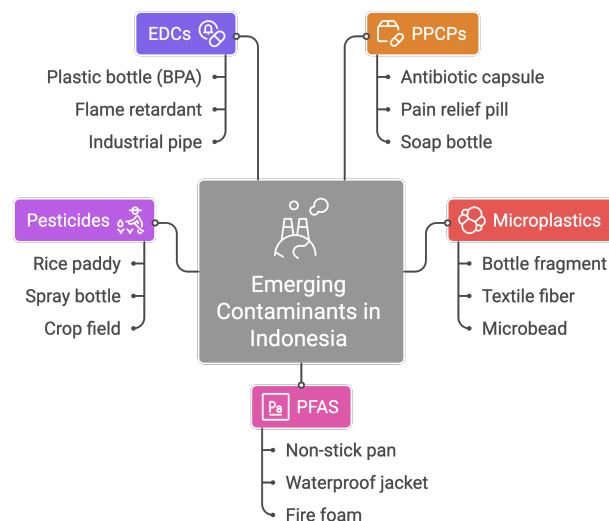 EDCs
Plastic bottle (BPA)
Flame retardant
Industrial pipe
PPCPs
Antibiotic capsule
Pain relief pill
Soap bottle
Pesticides
Rice paddy
Spray bottle
Crop field
Emerging
Contaminants in
Indonesia
Microplastics
Bottle fragment
Textile fiber
Microbead
Pa
PFAS
Non-stick pan
Waterproof jacket
Fire foam